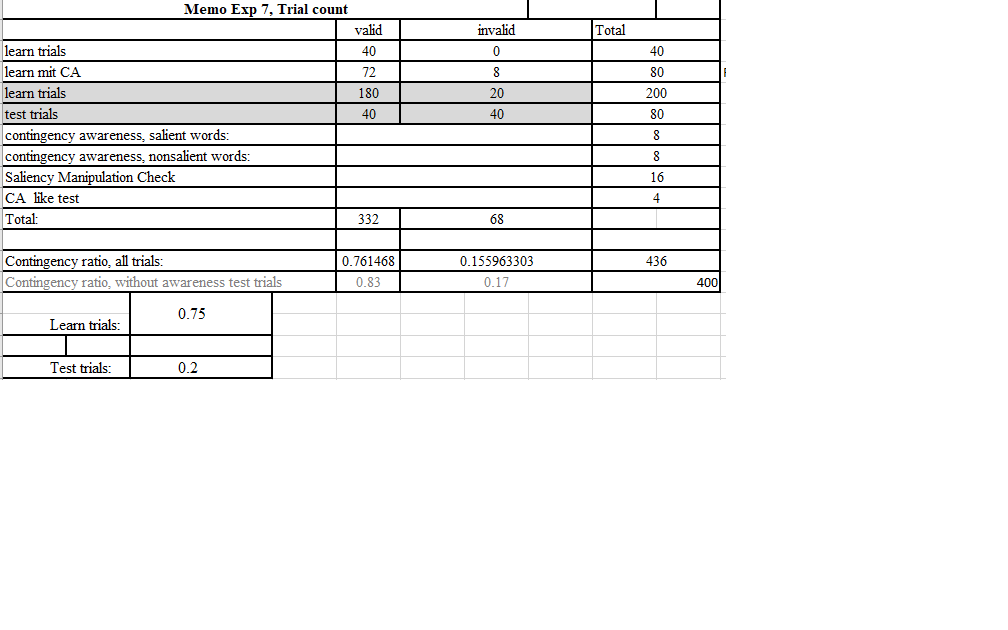 Memo Exp 7, Trial count
valid invalid Total
learn trials 40 0 40
learn mit CA 72 8 80
learn trials 180 20 200
test trials 40 40 80
contingency awareness, salient words: 8
contingency awareness, nonsalient words: 8
Saliency Manipulation Check 16
CA like test 4
Total: 332 68
Contingency ratio, all trials: 0.761468 0.155963303 436
Contingency ratio, without awareness test trials 0.83 0.17 400
Learn trials: 0.75
Test trials: 0.2